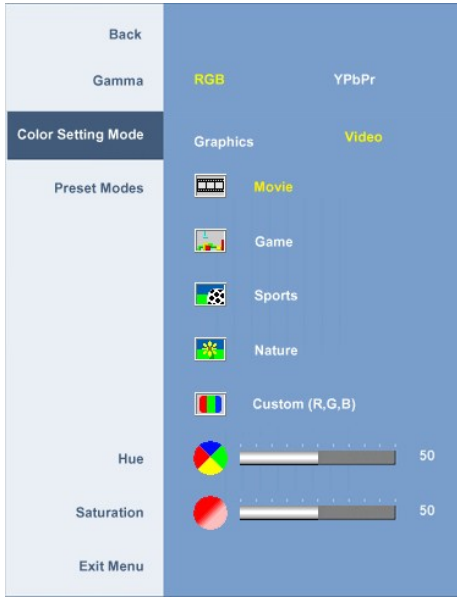 Back
Gamma RGB YPbPr
Color Setting Mode Graphics Video
Preset Modes Movie
Game
Sports
Nature
Custom (R,G,B)
Hue 50
Saturation 50
Exit Menu